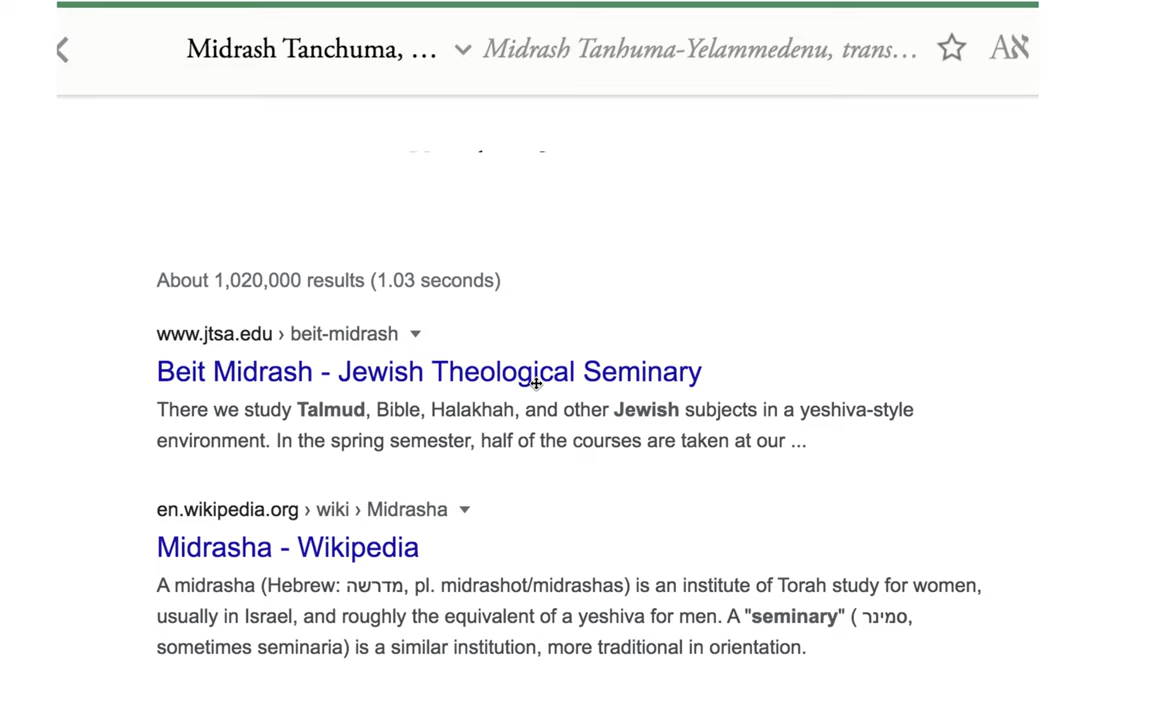 Midrash Tanchuma, ... Midrash Tanhuma-Yelammedenu, trans... Aא
About 1,020,000 results (1.03 seconds)
www.jtsa.edu › beit-midrash
Beit Midrash - Jewish Theological Seminary
There we study Talmud, Bible, Halakhah, and other Jewish subjects in a yeshiva-style
environment. In the spring semester, half of the courses are taken at our ...
en.wikipedia.org › wiki › Midrasha
Midrasha - Wikipedia
A midrasha (Hebrew: מדרשה, pl. midrashot/midrashas) is an institute of Torah study for women,
usually in Israel, and roughly the equivalent of a yeshiva for men. A "seminary" ( סמינר,
sometimes seminaria) is a similar institution, more traditional in orientation.